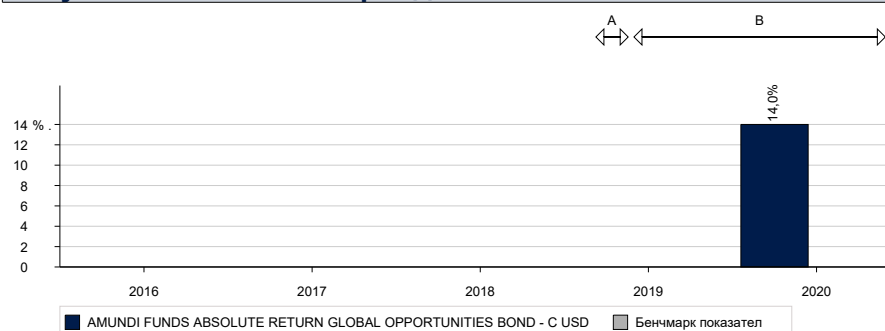 A B
14,0%
14 % .
12
10
8
6
4
2
0
2016 2017 2018 2019 2020
AMUNDI FUNDS ABSOLUTE RETURN GLOBAL OPPORTUNITIES BOND - C USD Бенчмарк показател